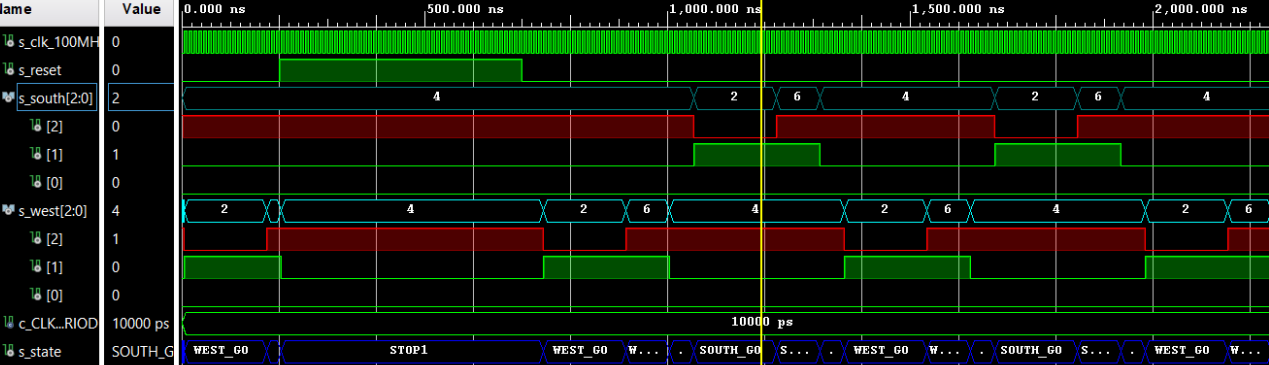 Name Value 0.000 ns 500.000 ns 1,000.000 ns 1,500.000 ns 2,000.000 ns
s_clk_100MH 0
s_reset 0
s_south[2:0] 2 4 2 6 4 2 6 4
[2] 0
[1] 1
[0] 0
s_west[2:0] 4 2 4 2 6 4 2 6 4 2 6
[2] 1
[1] 0
[0] 0
c_CLK...RIOD 10000 ps 10000 ps
s_state SOUTH_G WEST_GO STOP1 WEST_GO W... . SOUTH_GO S... . WEST_GO W... . SOUTH_GO S... . WEST_GO W...